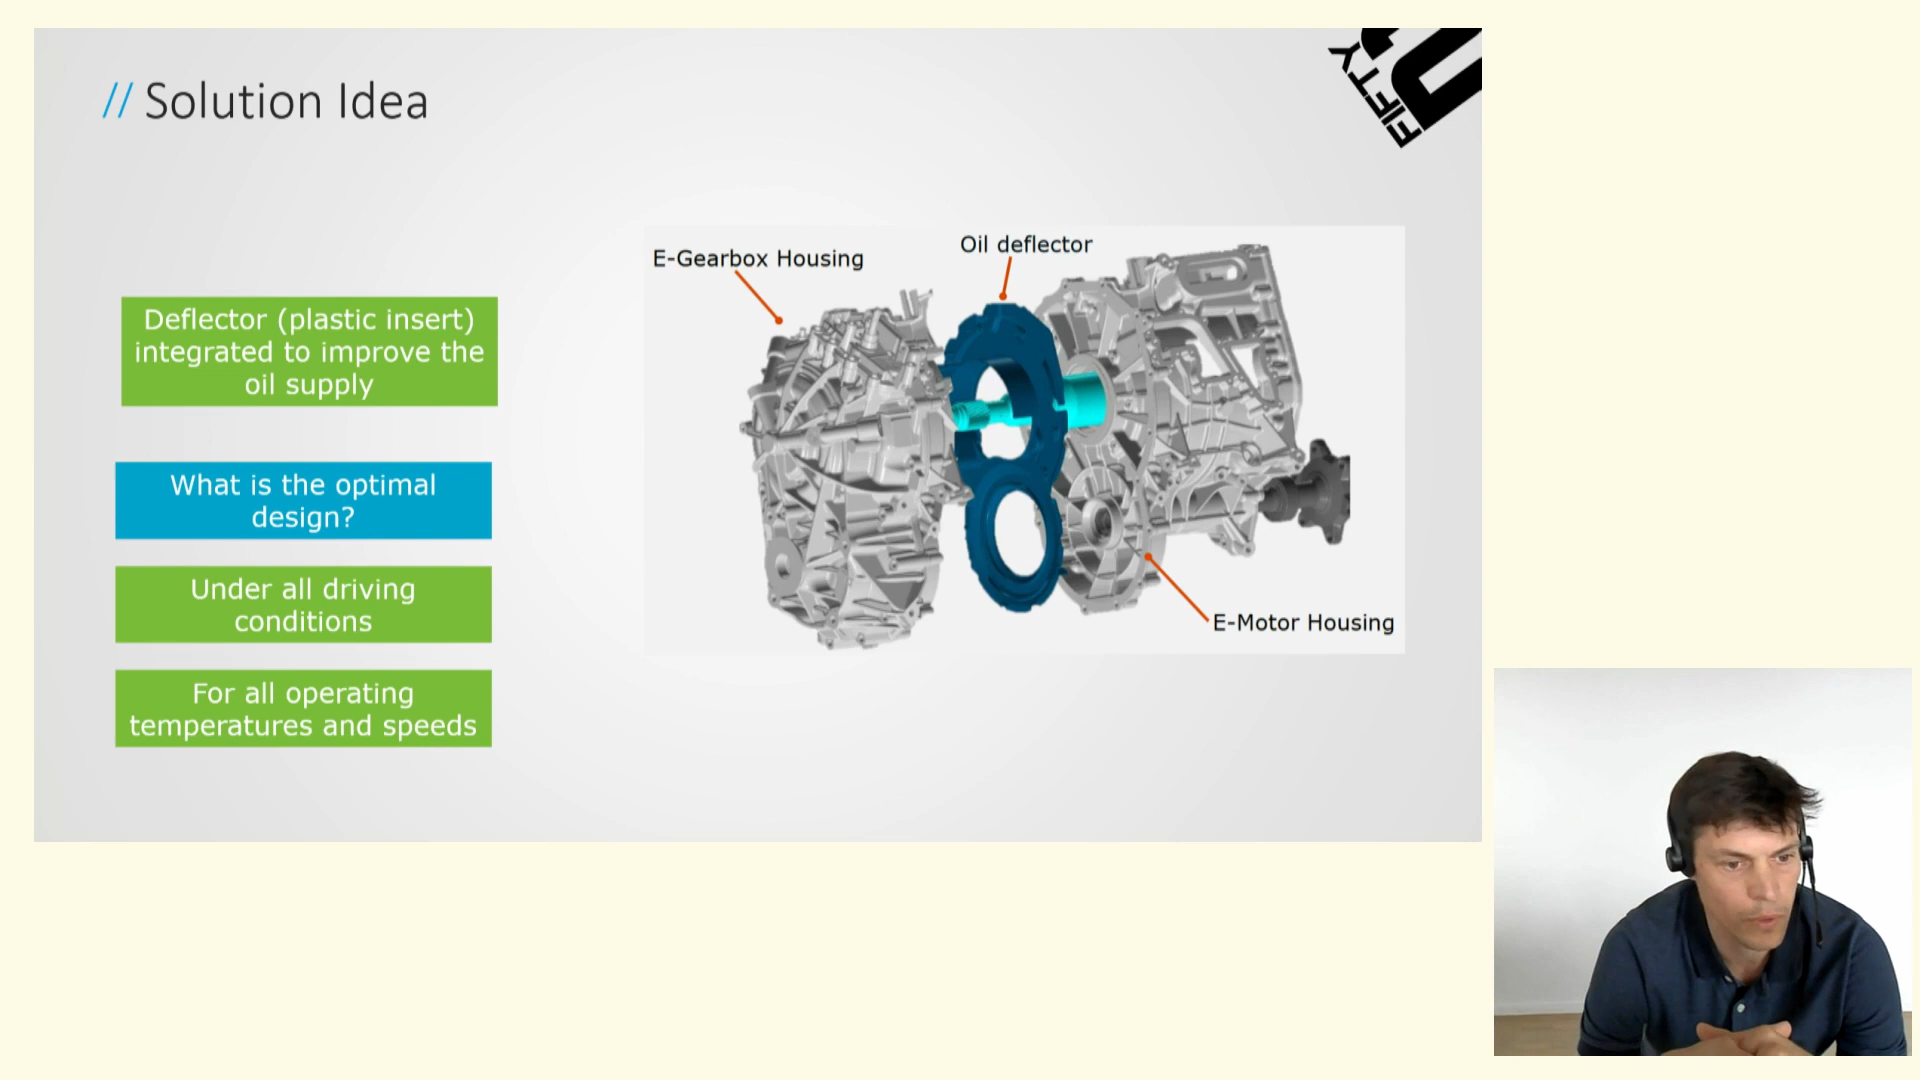 // Solution Idea
FIFTY
Deflector (plastic insert)
integrated to improve the
oil supply
What is the optimal
design?
Under all driving
conditions
For all operating
temperatures and speeds
E-Gearbox Housing
Oil deflector
E-Motor Housing